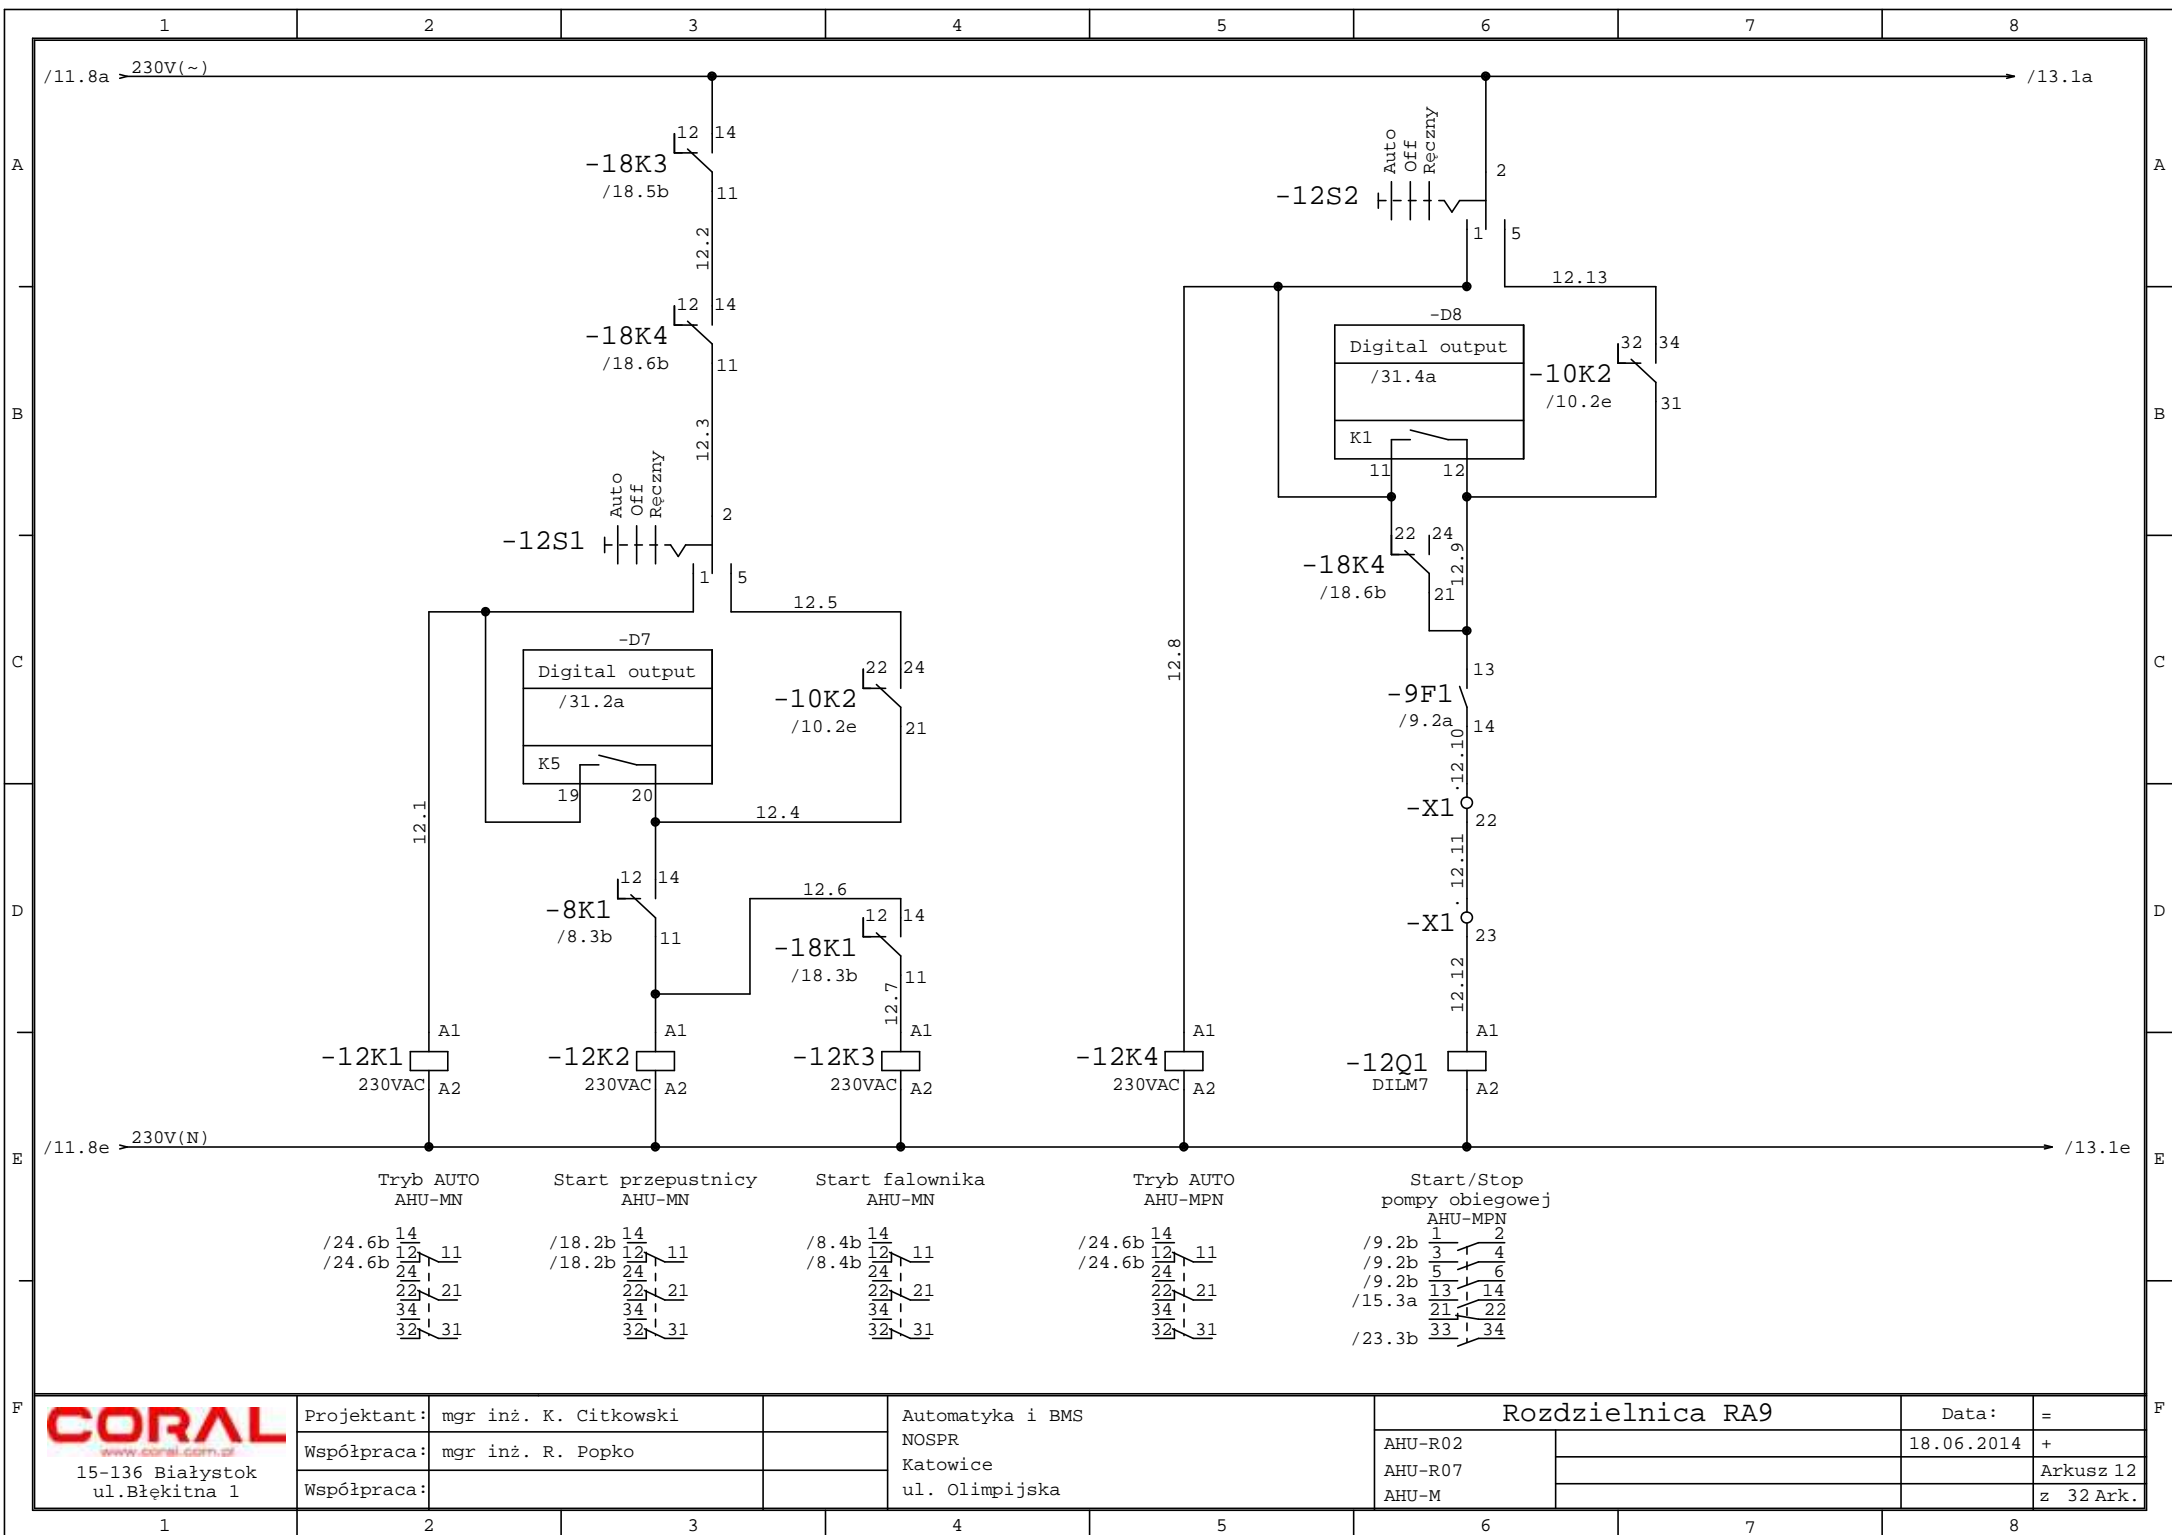 1 2 3 4 5 6 7 8
/11.8a 230V(~) /13.1a
A A
B B
C C
D D
E E
F F
12 14
-18K3
/18.5b
11
12.2
12 14
-18K4
/18.6b
11
12.3
Auto
Off
Ręczny
2
-12S1
1 5
12.5
-D7
Digital output
/31.2a
K5
19 20
22 24
-10K2
/10.2e
21
12.4
12.1
12 14
-8K1
/8.3b
11
12.6
12 14
-18K1
/18.3b
11
12.7
Auto
Off
Ręczny
2
-12S2
1 5
12.13
-D8
Digital output
/31.4a
K1
11 12
32 34
-10K2
/10.2e
31
22 24
-18K4
/18.6b
21
12.9
12.8
13
-9F1
/9.2a
14
.12.10
-X1
22
. 12.11
-X1
23
12.12
A1 A1 A1 A1 A1
-12K1 -12K2 -12K3 -12K4 -12Q1
230VAC 230VAC 230VAC 230VAC DILM7
A2 A2 A2 A2 A2
/11.8e 230V(N) /13.1e
Tryb AUTO
AHU-MN
/24.6b 14
/24.6b 12 11
24
22 21
34
32 31
Start przepustnicy
AHU-MN
/18.2b 14
/18.2b 12 11
24
22 21
34
32 31
Start falownika
AHU-MN
/8.4b 14
/8.4b 12 11
24
22 21
34
32 31
Tryb AUTO
AHU-MPN
/24.6b 14
/24.6b 12 11
24
22 21
34
32 31
Start/Stop
pompy obiegowej
AHU-MPN
/9.2b 1 2
/9.2b 3 4
/9.2b 5 6
/15.3a 13 14
21 22
/23.3b 33 34
CORAL
www.coral.com.pl
15-136 Białystok
ul.Błękitna 1
Projektant: mgr inż. K. Citkowski
Współpraca: mgr inż. R. Popko
Współpraca:
Automatyka i BMS
NOSPR
Katowice
ul. Olimpijska
Rozdzielnica RA9
AHU-R02
AHU-R07
AHU-M
Data: =
18.06.2014 +
Arkusz 12
z 32 Ark.
1 2 3 4 5 6 7 8